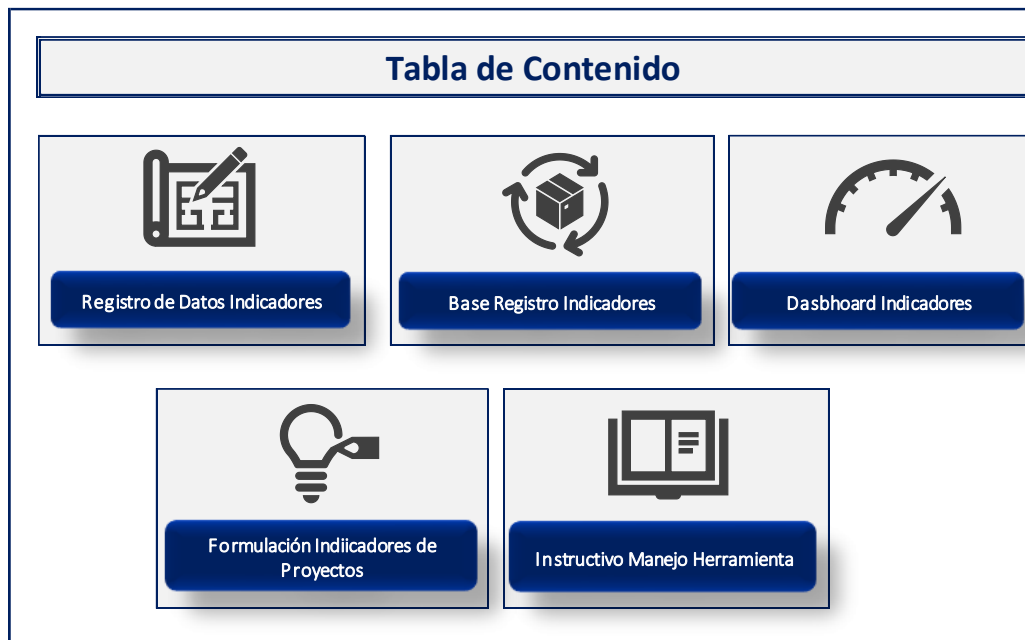 Tabla de Contenido
Registro de Datos Indicadores
Base Registro Indicadores
Dasbhoard Indicadores
Formulación Indiicadores de
Proyectos
Instructivo Manejo Herramienta